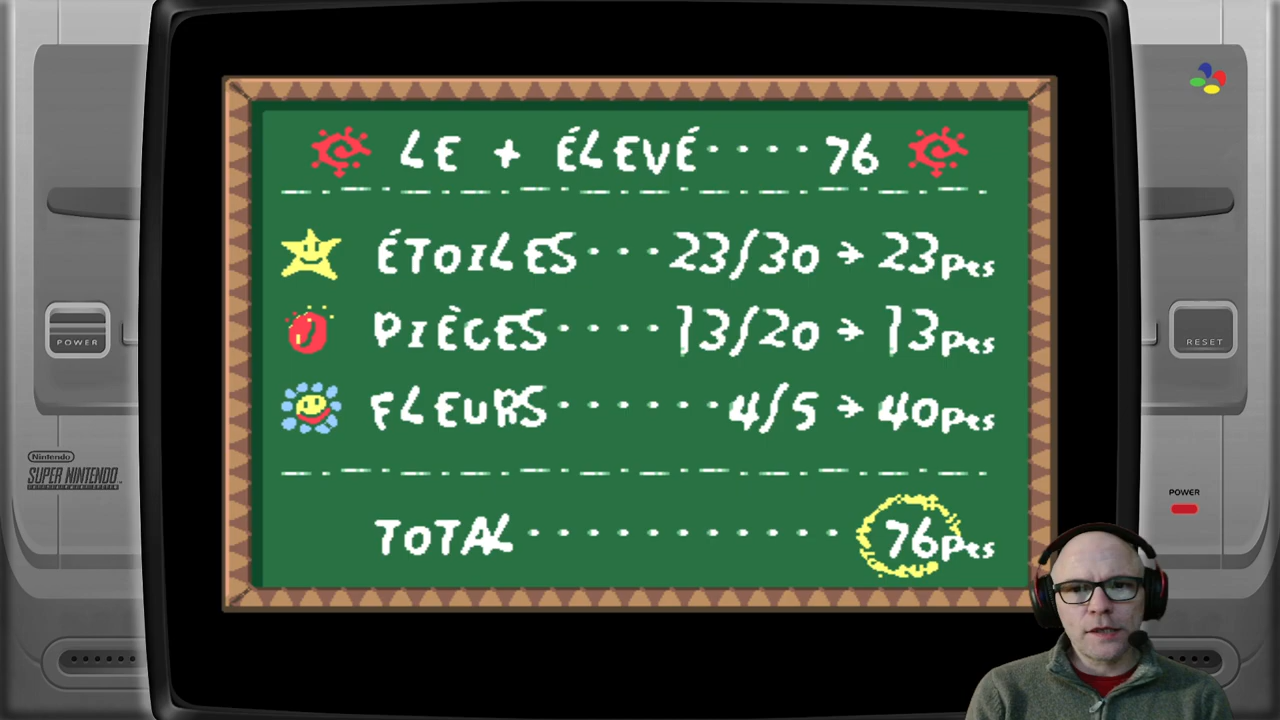 LE + ÉLEVÉ···· 76
ÉTOILES··· 23/30 → 23pts
PIÈCES···· 13/20 → 13pts
FLEURS······ 4/5 → 40pts
TOTAL··········· 76pts
POWER
RESET
Nintendo
SUPER NINTENDO
POWER